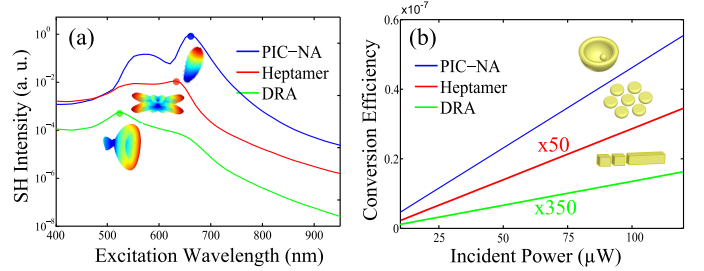 (a)
10^0
10^-2
10^-4
10^-6
10^-8
SH Intensity (a. u.)
PIC−NA
Heptamer
DRA
400 500 600 700 800 900
Excitation Wavelength (nm)
(b)
0.6 x10^-7
0.4
0.2
0
Conversion Efficiency
PIC−NA
Heptamer
DRA
x50
x350
25 50 75 100
Incident Power (µW)